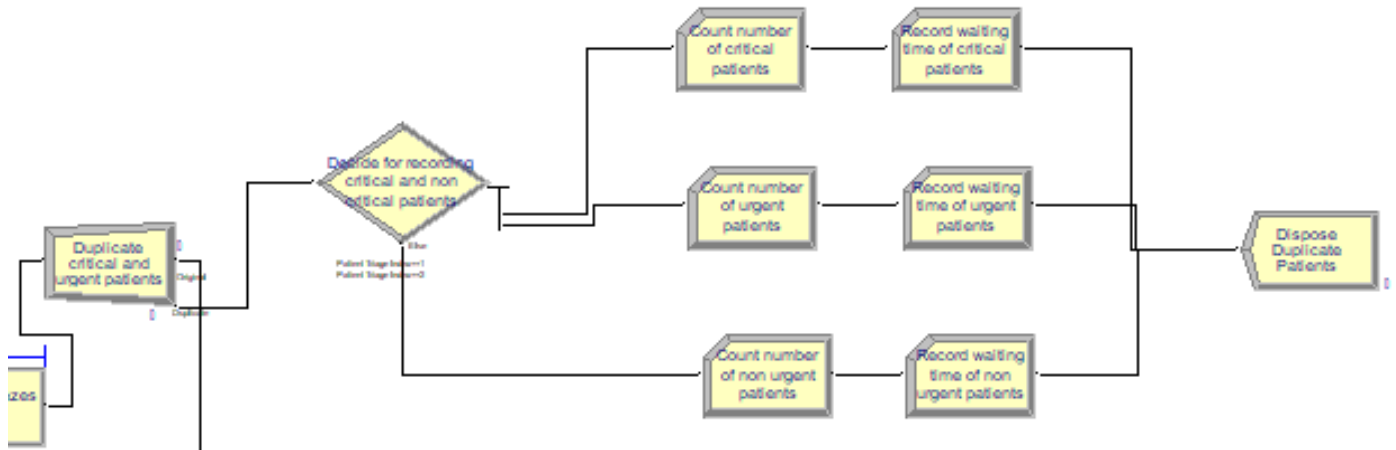 Count number
of critical
patients
Record waiting
time of critical
patients
Decide for recording
critical and non
critical patients
Else
Patient Stage Index==1
Patient Stage Index==2
Count number
of urgent
patients
Record waiting
time of urgent
patients
Duplicate
critical and
urgent patients
Original
Duplicate
Dispose
Duplicate
Patients
Count number
of non urgent
patients
Record waiting
time of non
urgent patients
zes